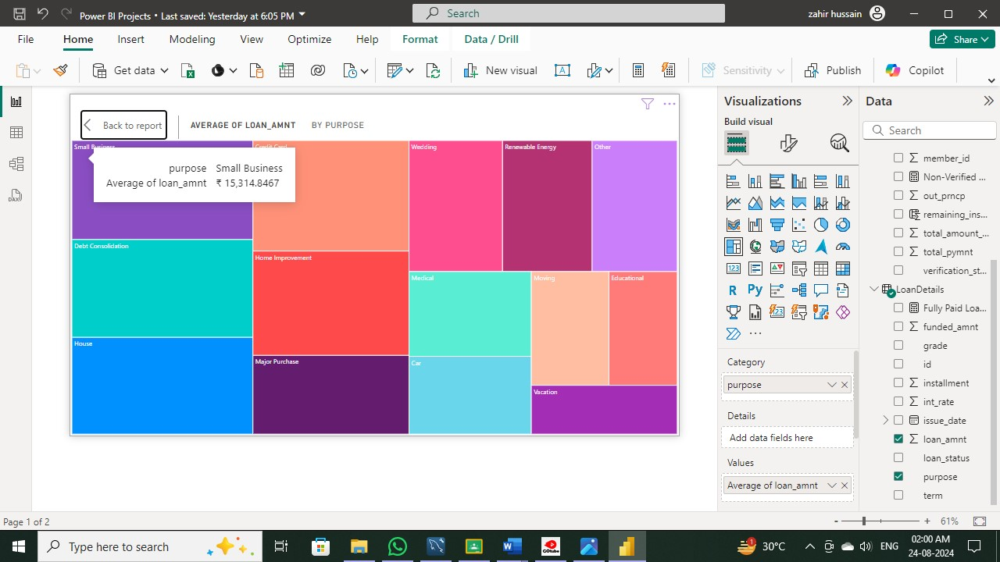 Power BI Projects • Last saved: Yesterday at 6:05 PM
Search
zahir hussain
File Home Insert Modeling View Optimize Help Format Data / Drill
Share
Get data
New visual
Sensitivity
Publish
Copilot
Back to report
AVERAGE OF LOAN_AMNT BY PURPOSE
Small Business
Credit Card
Wedding
Renewable Energy
Other
purpose Small Business
Average of loan_amnt ₹ 15,314.8467
Debt Consolidation
Home Improvement
Medical
Moving
Educational
House
Major Purchase
Car
Vacation
Visualizations
Build visual
123
R
Py
123
Category
purpose
Details
Add data fields here
Values
Average of loan_amnt
Data
Search
member_id
Non-Verified ...
out_prncp
remaining_ins...
total_amount_...
total_pymnt
verification_st...
LoanDetails
Fully Paid Loa...
funded_amnt
grade
id
installment
int_rate
issue_date
loan_amnt
loan_status
purpose
term
Page 1 of 2
- + 61%
Type here to search
1
30°C
ENG
02:00 AM
24-08-2024